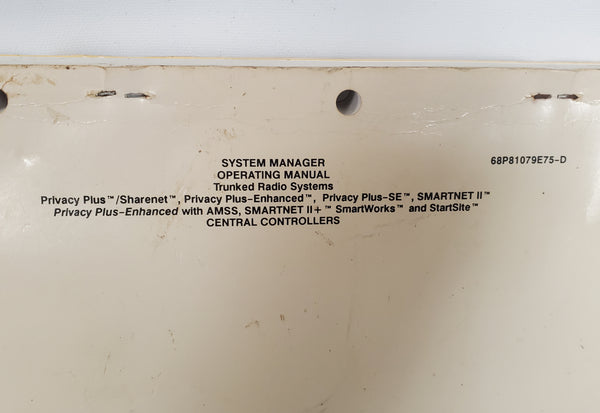 SYSTEM MANAGER
68P81079E75-D
OPERATING MANUAL
Trunked Radio Systems
Privacy Plus™/Sharenet™, Privacy Plus-Enhanced™, Privacy Plus-SE™, SMARTNET II™
Privacy Plus-Enhanced with AMSS, SMARTNET II+™ SmartWorks™ and StartSite™
CENTRAL CONTROLLERS